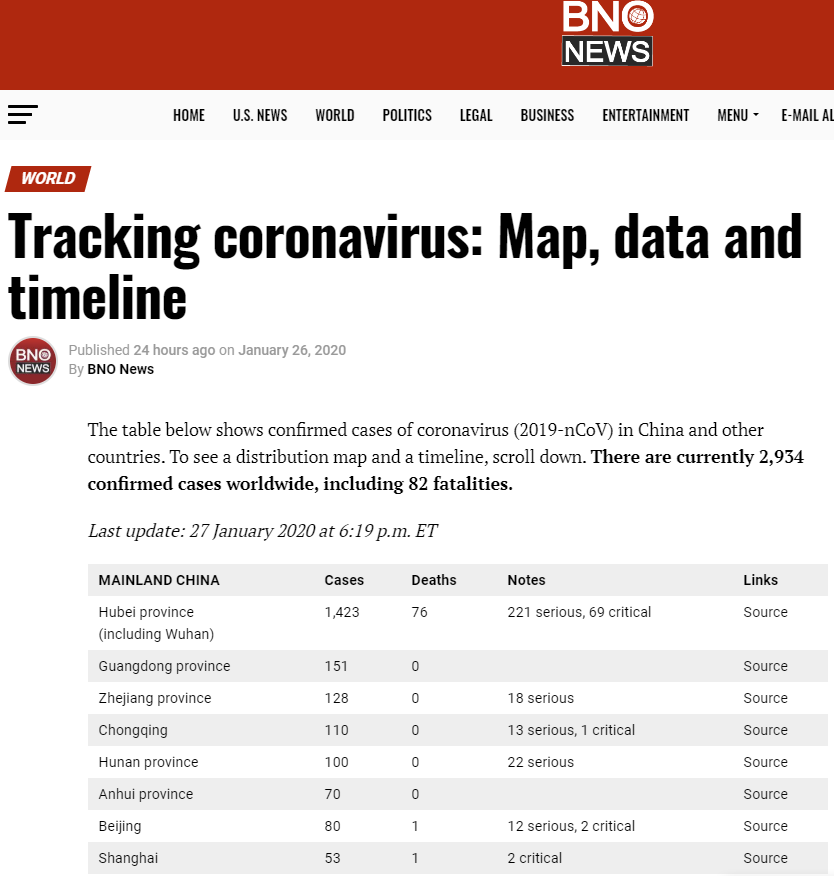 BNO
NEWS
HOME U.S. NEWS WORLD POLITICS LEGAL BUSINESS ENTERTAINMENT MENU E-MAIL AL
WORLD
Tracking coronavirus: Map, data and
timeline
BNO
NEWS
Published 24 hours ago on January 26, 2020
By BNO News
The table below shows confirmed cases of coronavirus (2019-nCoV) in China and other
countries. To see a distribution map and a timeline, scroll down. There are currently 2,934
confirmed cases worldwide, including 82 fatalities.
Last update: 27 January 2020 at 6:19 p.m. ET
MAINLAND CHINA Cases Deaths Notes Links
Hubei province 1,423 76 221 serious, 69 critical Source
(including Wuhan)
Guangdong province 151 0 Source
Zhejiang province 128 0 18 serious Source
Chongqing 110 0 13 serious, 1 critical Source
Hunan province 100 0 22 serious Source
Anhui province 70 0 Source
Beijing 80 1 12 serious, 2 critical Source
Shanghai 53 1 2 critical Source